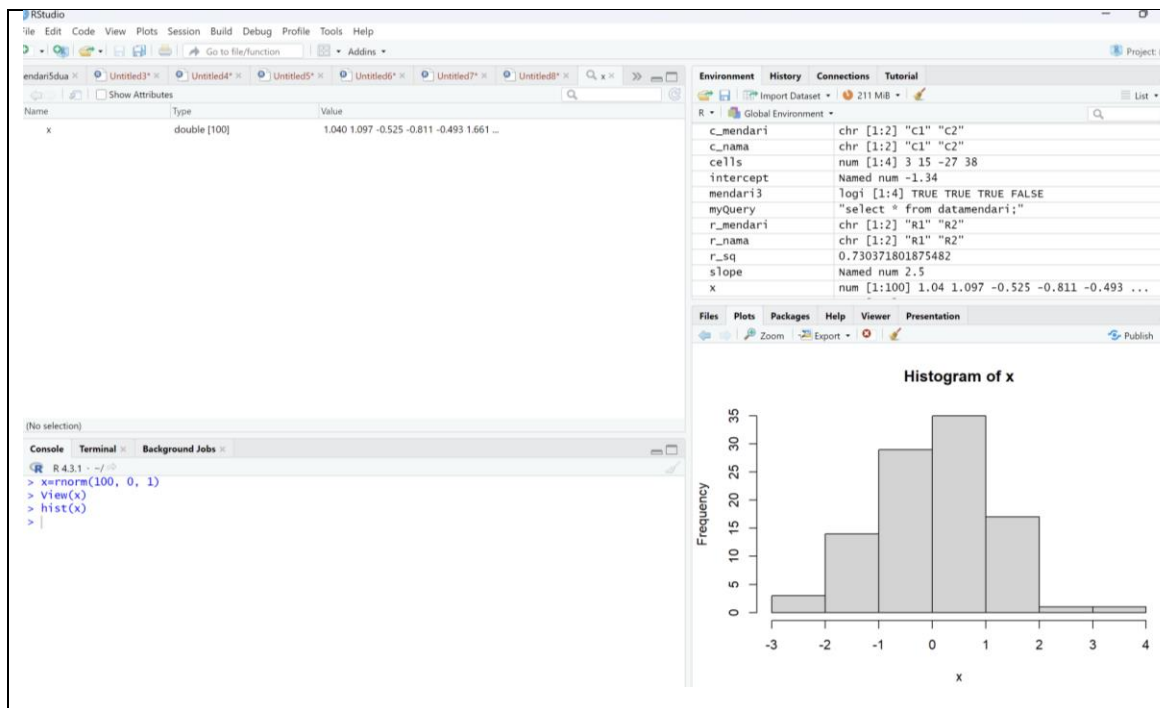 RStudio
File Edit Code View Plots Session Build Debug Profile Tools Help
Go to file/function Addins
Project:
endari5dua Untitled3* Untitled4* Untitled5* Untitled6* Untitled7* Untitled8* x
Show Attributes
Name Type Value
x double [100] 1.040 1.097 -0.525 -0.811 -0.493 1.661 ...
(No selection)
Console Terminal Background Jobs
R 4.3.1 · ~/
> x=rnorm(100, 0, 1)
> View(x)
> hist(x)
>
Environment History Connections Tutorial
Import Dataset 211 MiB List
R Global Environment
c_mendari chr [1:2] "C1" "C2"
c_nama chr [1:2] "C1" "C2"
cells num [1:4] 3 15 -27 38
intercept Named num -1.34
mendari3 logi [1:4] TRUE TRUE TRUE FALSE
myQuery "select * from datamendari;"
r_mendari chr [1:2] "R1" "R2"
r_nama chr [1:2] "R1" "R2"
r_sq 0.730371801875482
slope Named num 2.5
x num [1:100] 1.04 1.097 -0.525 -0.811 -0.493 ...
Files Plots Packages Help Viewer Presentation
Zoom Export Publish
Histogram of x
Frequency
35
30
25
20
15
10
5
0
-3 -2 -1 0 1 2 3 4
x